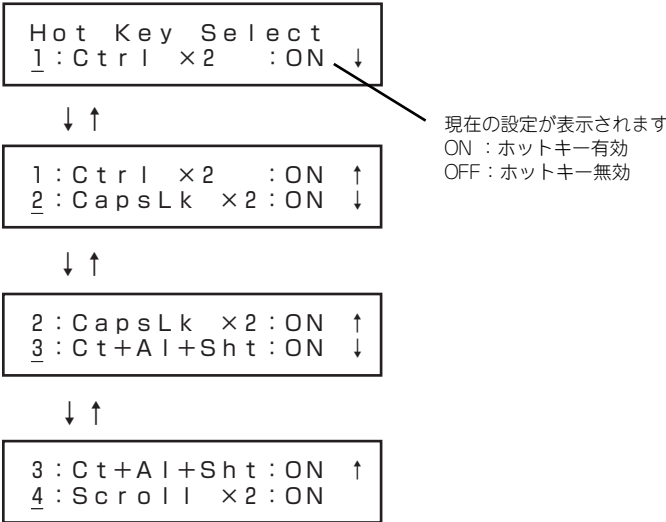 Hot Key Select
1：Ctrl ×2 ：ON ↓
現在の設定が表示されます
ON ：ホットキー有効
OFF：ホットキー無効
↓ ↑
1：Ctrl ×2 ：ON ↑
2：CapsLk ×2：ON ↓
↓ ↑
2：CapsLk ×2：ON ↑
3：Ct+Al+Sht：ON ↓
↓ ↑
3：Ct+Al+Sht：ON ↑
4：Scroll ×2：ON